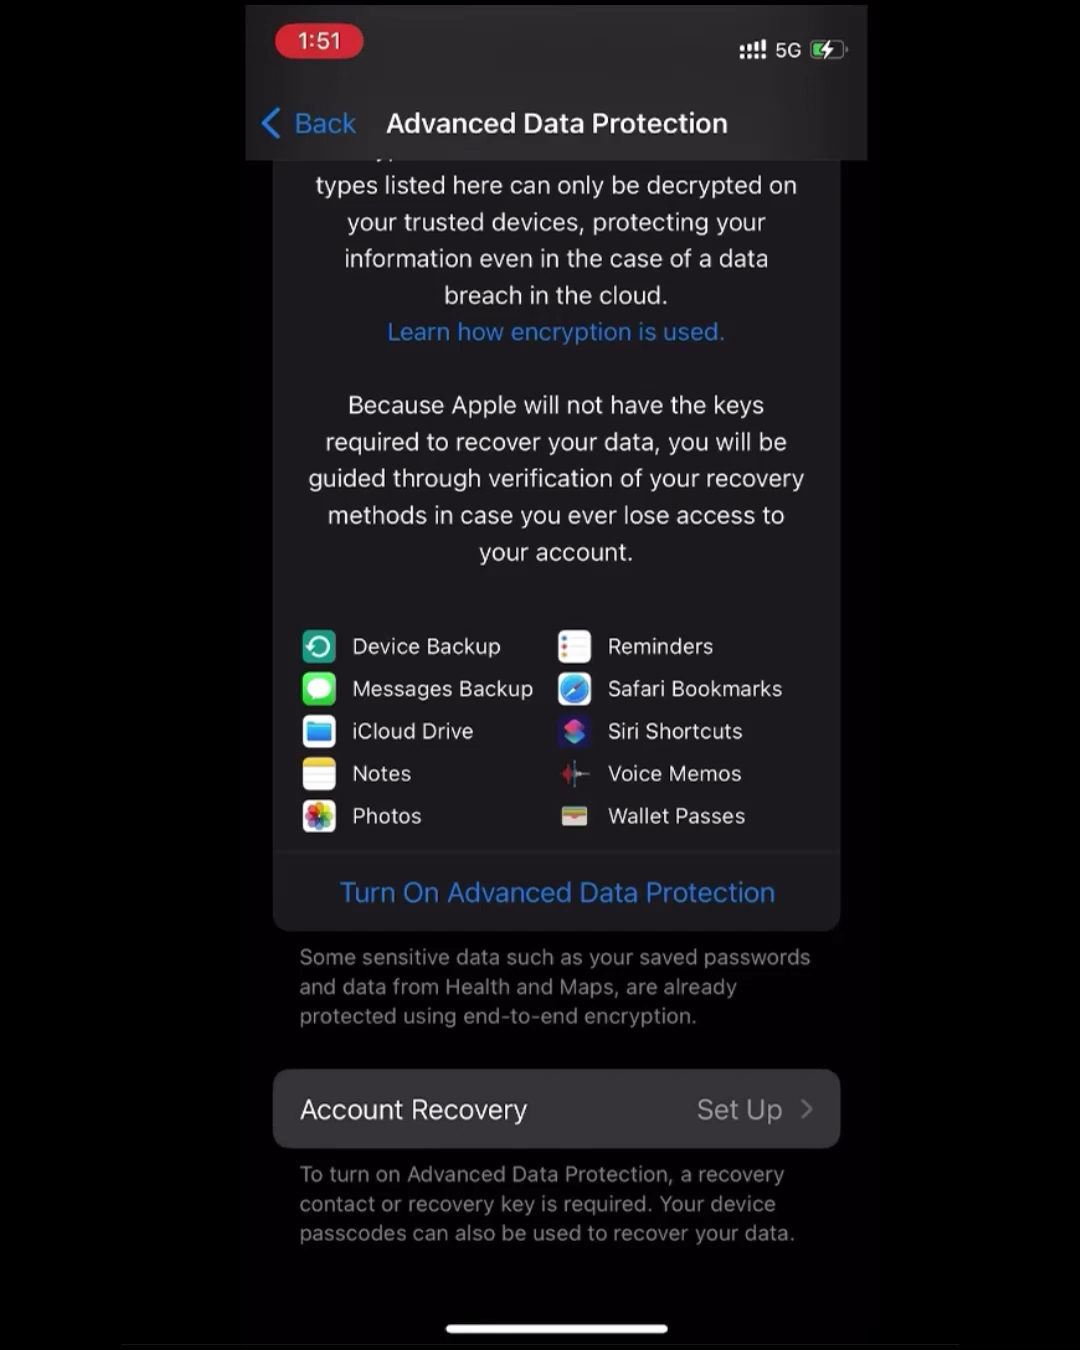 1:51
5G
Back
Advanced Data Protection
types listed here can only be decrypted on
your trusted devices, protecting your
information even in the case of a data
breach in the cloud.
Learn how encryption is used.
Because Apple will not have the keys
required to recover your data, you will be
guided through verification of your recovery
methods in case you ever lose access to
your account.
Device Backup
Reminders
Messages Backup
Safari Bookmarks
iCloud Drive
Siri Shortcuts
Notes
Voice Memos
Photos
Wallet Passes
Turn On Advanced Data Protection
Some sensitive data such as your saved passwords
and data from Health and Maps, are already
protected using end-to-end encryption.
Account Recovery
Set Up
To turn on Advanced Data Protection, a recovery
contact or recovery key is required. Your device
passcodes can also be used to recover your data.